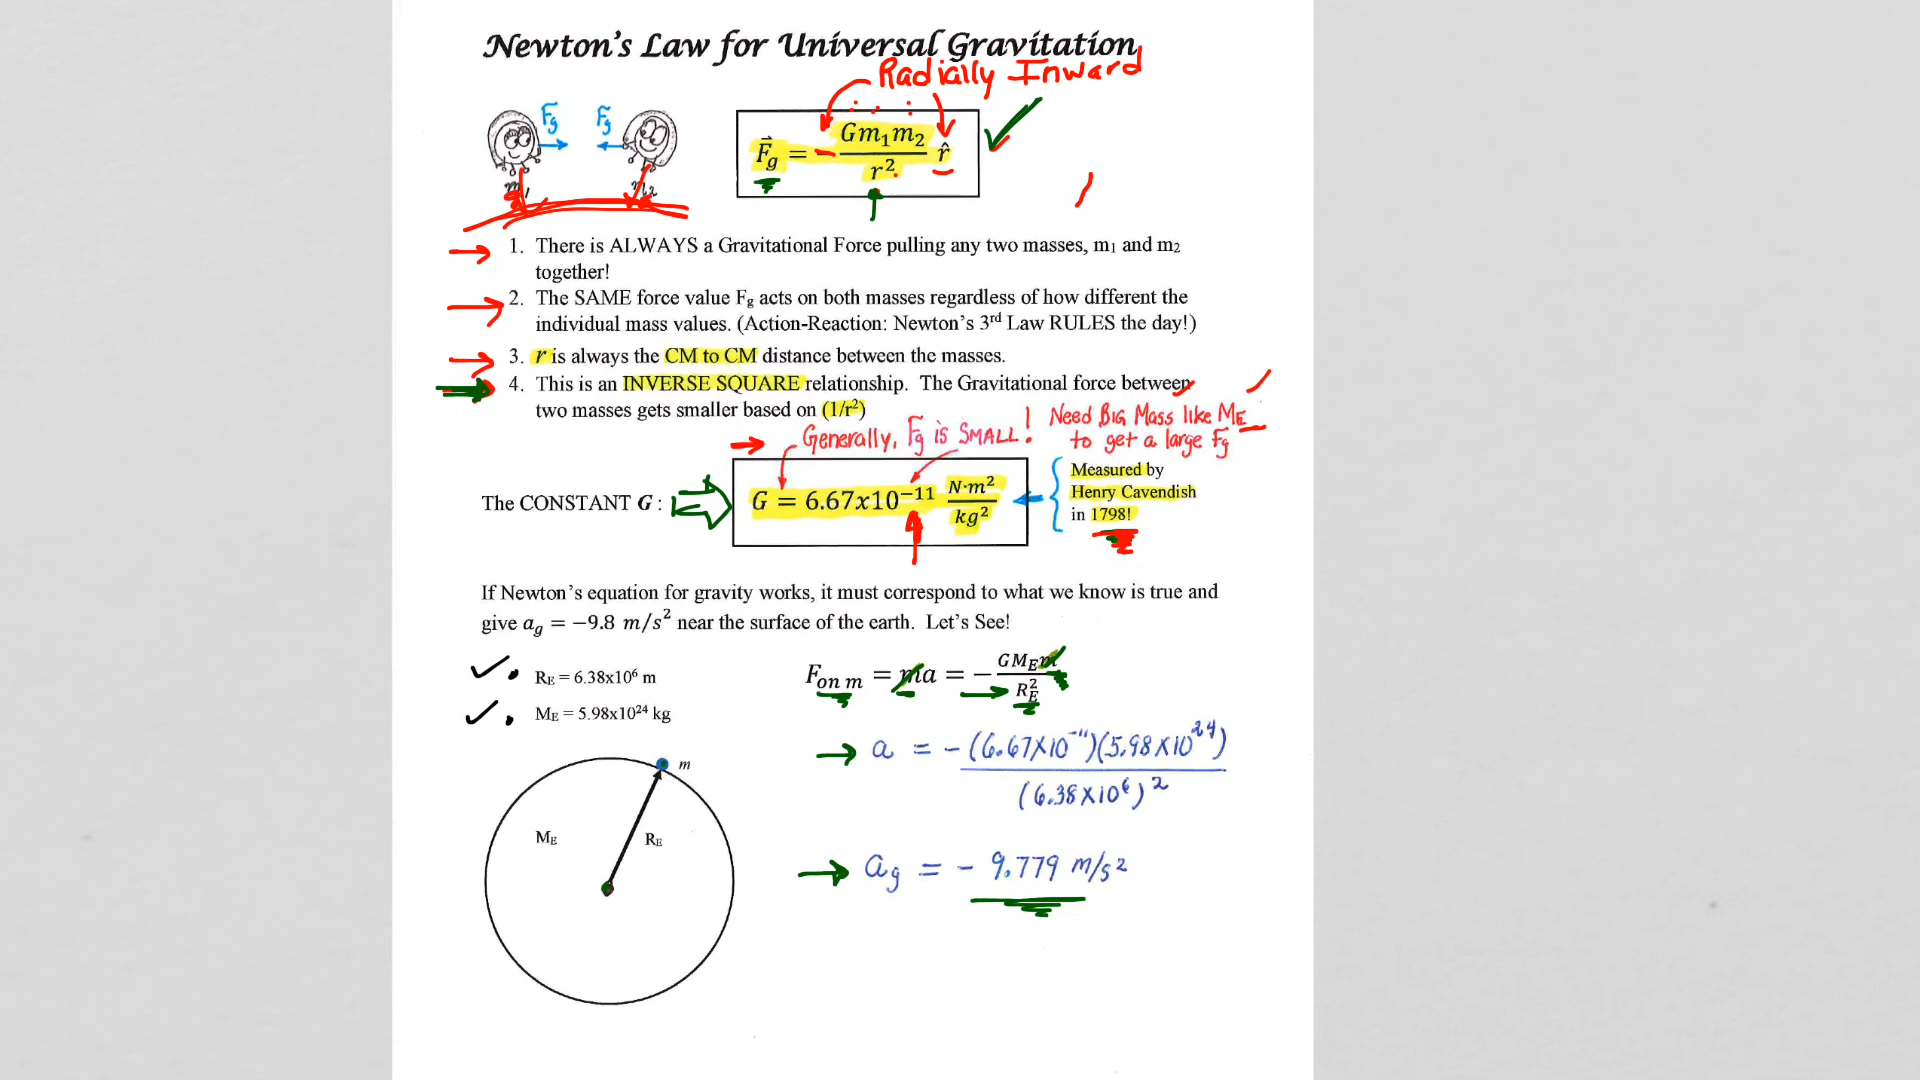 Newton's Law for Universal Gravitation
Radially Inward
Fg Fg
F⃗g = − Gm₁m₂ / r² r̂
m1 m2
1. There is ALWAYS a Gravitational Force pulling any two masses, m₁ and m₂
together!
2. The SAME force value Fg acts on both masses regardless of how different the
individual mass values. (Action-Reaction: Newton's 3rd Law RULES the day!)
3. r is always the CM to CM distance between the masses.
4. This is an INVERSE SQUARE relationship. The Gravitational force between
two masses gets smaller based on (1/r²)
Generally, Fg is SMALL!
Need BIG Mass like ME
to get a large Fg
The CONSTANT G :
G = 6.67x10⁻¹¹ N·m² / kg²
Measured by
Henry Cavendish
in 1798!
If Newton's equation for gravity works, it must correspond to what we know is true and
give ag = −9.8 m/s² near the surface of the earth. Let's See!
RE = 6.38x10⁶ m
ME = 5.98x10²⁴ kg
Fon m = ma = − GMEm / RE²
a = − (6.67x10⁻¹¹)(5.98x10²⁴) / (6.38x10⁶)²
ag = − 9.779 m/s²
m
ME
RE